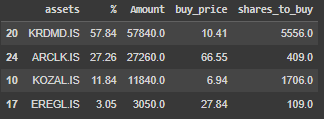 assets % Amount buy_price shares_to_buy
20 KRDMD.IS 57.84 57840.0 10.41 5556.0
24 ARCLK.IS 27.26 27260.0 66.55 409.0
10 KOZAL.IS 11.84 11840.0 6.94 1706.0
17 EREGL.IS 3.05 3050.0 27.84 109.0